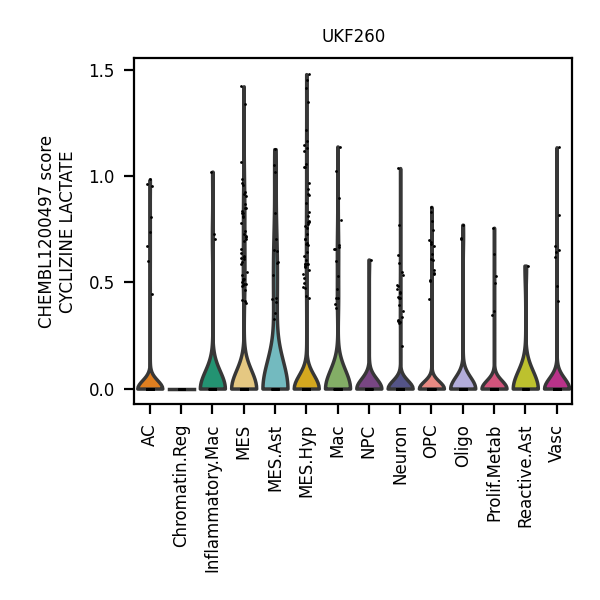 UKF260
CHEMBL1200497 score
CYCLIZINE LACTATE
1.5
1.0
0.5
0.0
AC
Chromatin.Reg
Inflammatory.Mac
MES
MES.Ast
MES.Hyp
Mac
NPC
Neuron
OPC
Oligo
Prolif.Metab
Reactive.Ast
Vasc